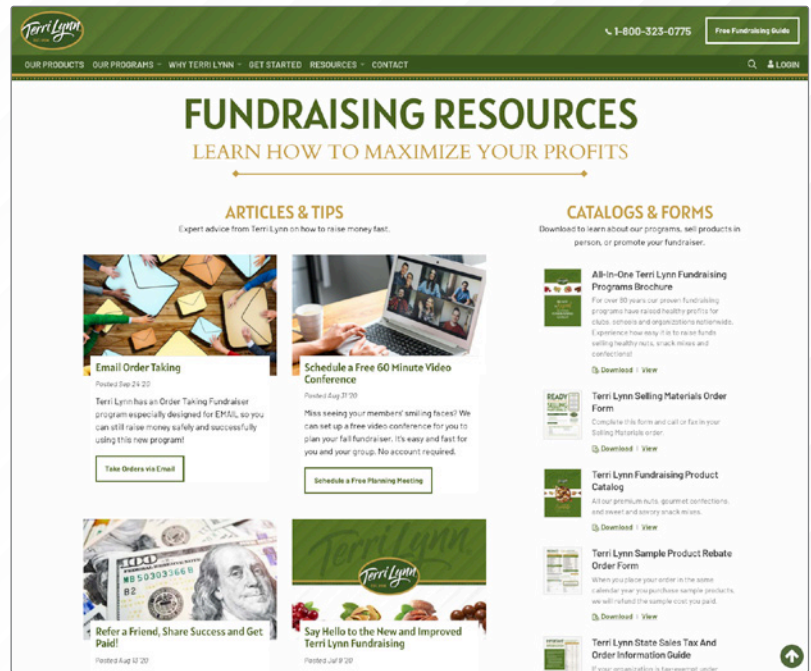 Terri Lynn
1-800-323-0775
Free Fundraising Guide
OUR PRODUCTS OUR PROGRAMS WHY TERRI LYNN GET STARTED RESOURCES CONTACT
LOGIN
FUNDRAISING RESOURCES
LEARN HOW TO MAXIMIZE YOUR PROFITS
ARTICLES & TIPS
Expert advice from Terri Lynn on how to raise money fast.
Email Order Taking
Posted Sep 24 '20
Terri Lynn has an Order Taking Fundraiser
program especially designed for EMAIL, so you
can still raise money safely and successfully
using this new program!
Take Orders via Email
Schedule a Free 60 Minute Video
Conference
Posted Aug 31 '20
Miss seeing your members' smiling faces? We
can set up a free video conference for you to
plan your fall fundraiser. It's easy and fast for
you and your group. No account required.
Schedule a Free Planning Meeting
100
MB 50303366 B
B2
Refer a Friend, Share Success and Get
Paid!
Posted Aug 13 '20
Terri Lynn
Terri Lynn
Say Hello to the New and Improved
Terri Lynn Fundraising
Posted Jul 9 '20
CATALOGS & FORMS
Download to learn about our programs, sell products in
person, or promote your fundraiser.
All-In-One Terri Lynn Fundraising
Programs Brochure
For over 80 years our proven fundraising
programs have raised healthy profits for
clubs, schools and organizations nationwide.
Experience how easy it is to raise funds
selling healthy nuts, snack mixes and
confections!
Download | View
READY
Terri Lynn Selling Materials Order
Form
Complete this form and call or fax in your
Selling Materials order.
Download | View
Terri Lynn Fundraising Product
Catalog
All our premium nuts, gourmet confections,
and sweet and savory snack mixes.
Download | View
Terri Lynn Sample Product Rebate
Order Form
When you place your order in the same
calendar year you purchase sample products,
we will refund the sample cost you paid.
Download | View
Terri Lynn State Sales Tax And
Order Information Guide